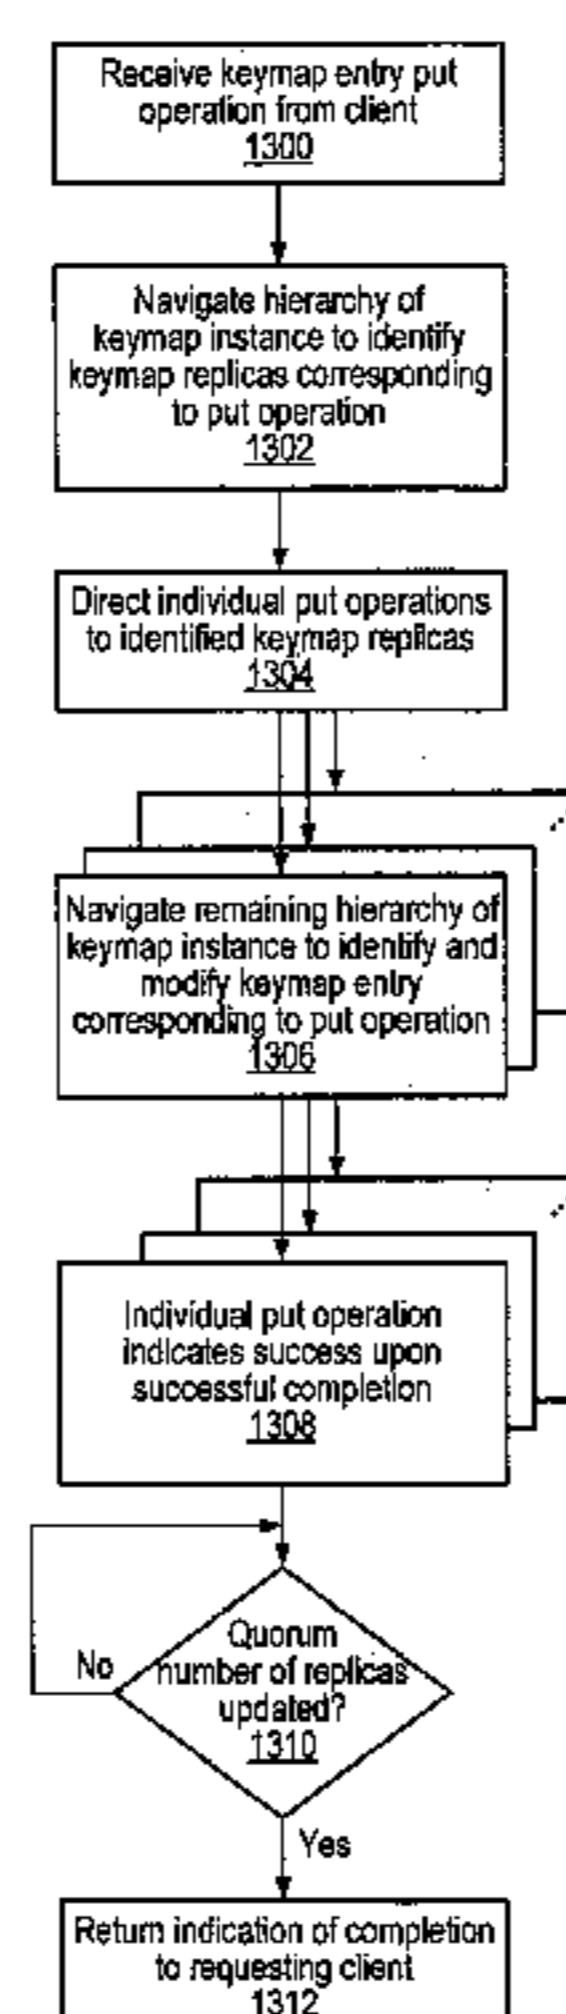 Receive keymap entry put
operation from client
1300
Navigate hierarchy of
keymap instance to identify
keymap replicas corresponding
to put operation
1302
Direct individual put operations
to identified keymap replicas
1304
Navigate remaining hierarchy of
keymap instance to identify and
modify keymap entry
corresponding to put operation
1306
Individual put operation
indicates success upon
successful completion
1308
Quorum
number of replicas
updated?
1310
No
Yes
Return indication of completion
to requesting client
1312